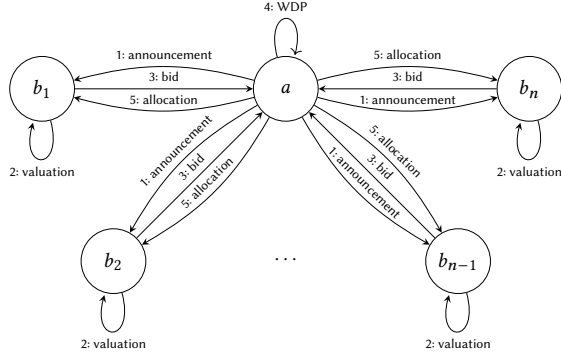 4: WDP
1: announcement
3: bid
5: allocation
5: allocation
3: bid
1: announcement
b1
a
bn
2: valuation
2: valuation
1: announcement
3: bid
5: allocation
5: allocation
3: bid
1: announcement
b2
...
bn−1
2: valuation
2: valuation